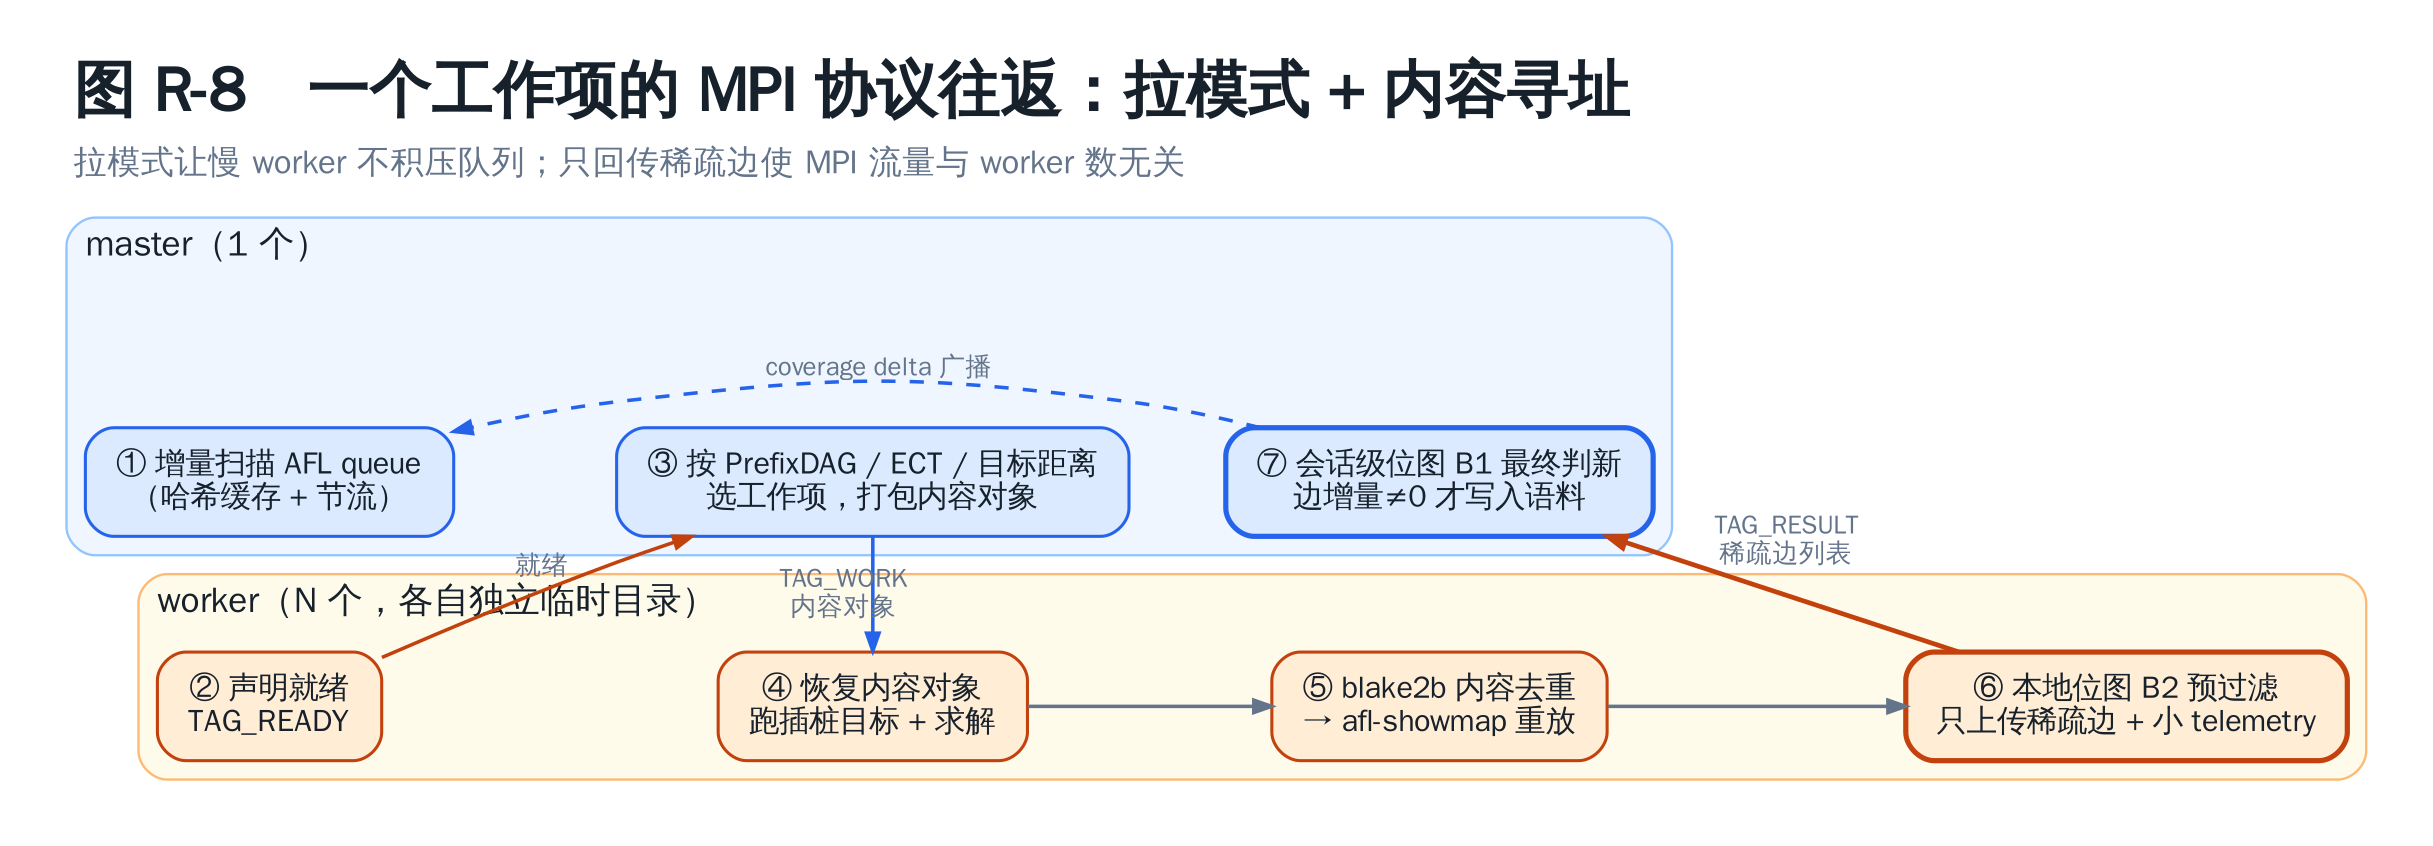 图 R-8　一个工作项的 MPI 协议往返：拉模式 + 内容寻址
拉模式让慢 worker 不积压队列；只回传稀疏边使 MPI 流量与 worker 数无关
master（1 个）
coverage delta 广播
① 增量扫描 AFL queue
（哈希缓存 + 节流）
③ 按 PrefixDAG / ECT / 目标距离
选工作项，打包内容对象
⑦ 会话级位图 B1 最终判新
边增量≠0 才写入语料
TAG_RESULT
稀疏边列表
就绪
TAG_WORK
内容对象
worker（N 个，各自独立临时目录）
② 声明就绪
TAG_READY
④ 恢复内容对象
跑插桩目标 + 求解
⑤ blake2b 内容去重
→ afl-showmap 重放
⑥ 本地位图 B2 预过滤
只上传稀疏边 + 小 telemetry